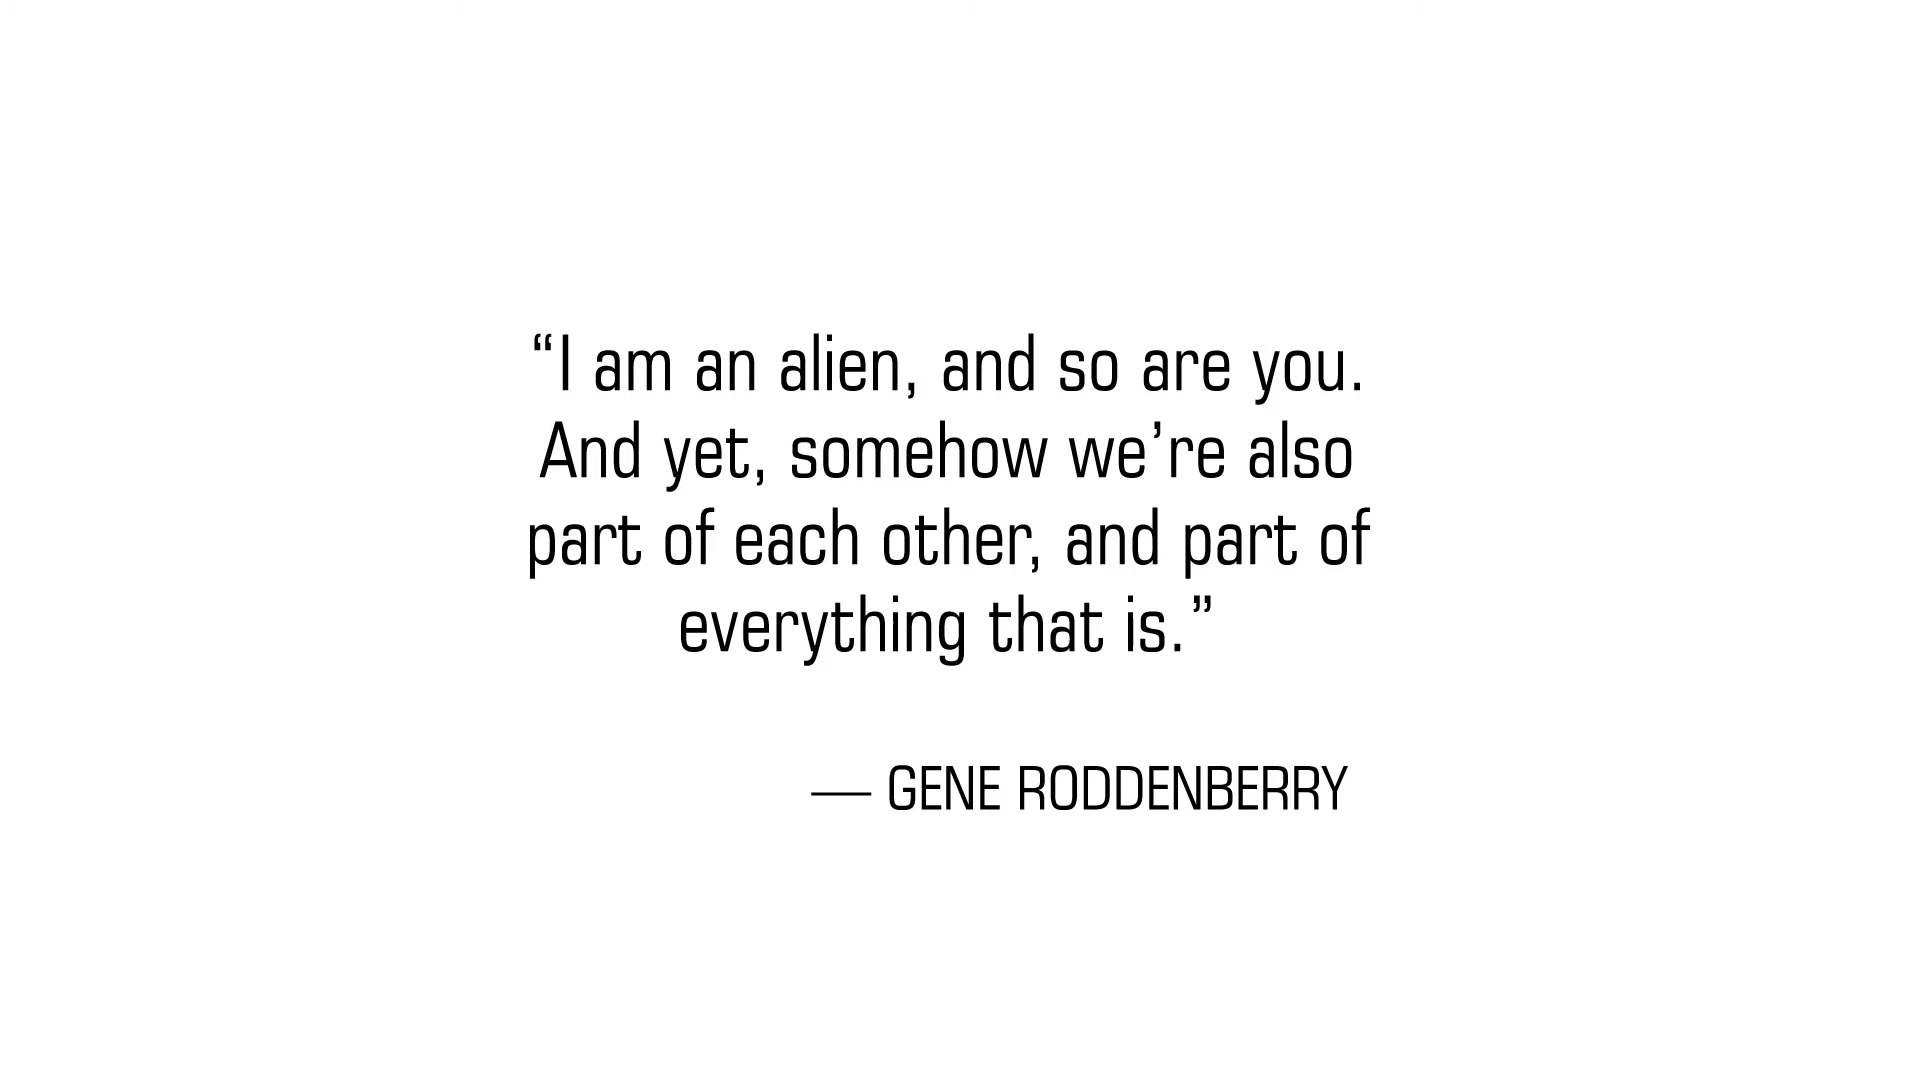 “I am an alien, and so are you.
And yet, somehow we’re also
part of each other, and part of
everything that is.”
— GENE RODDENBERRY